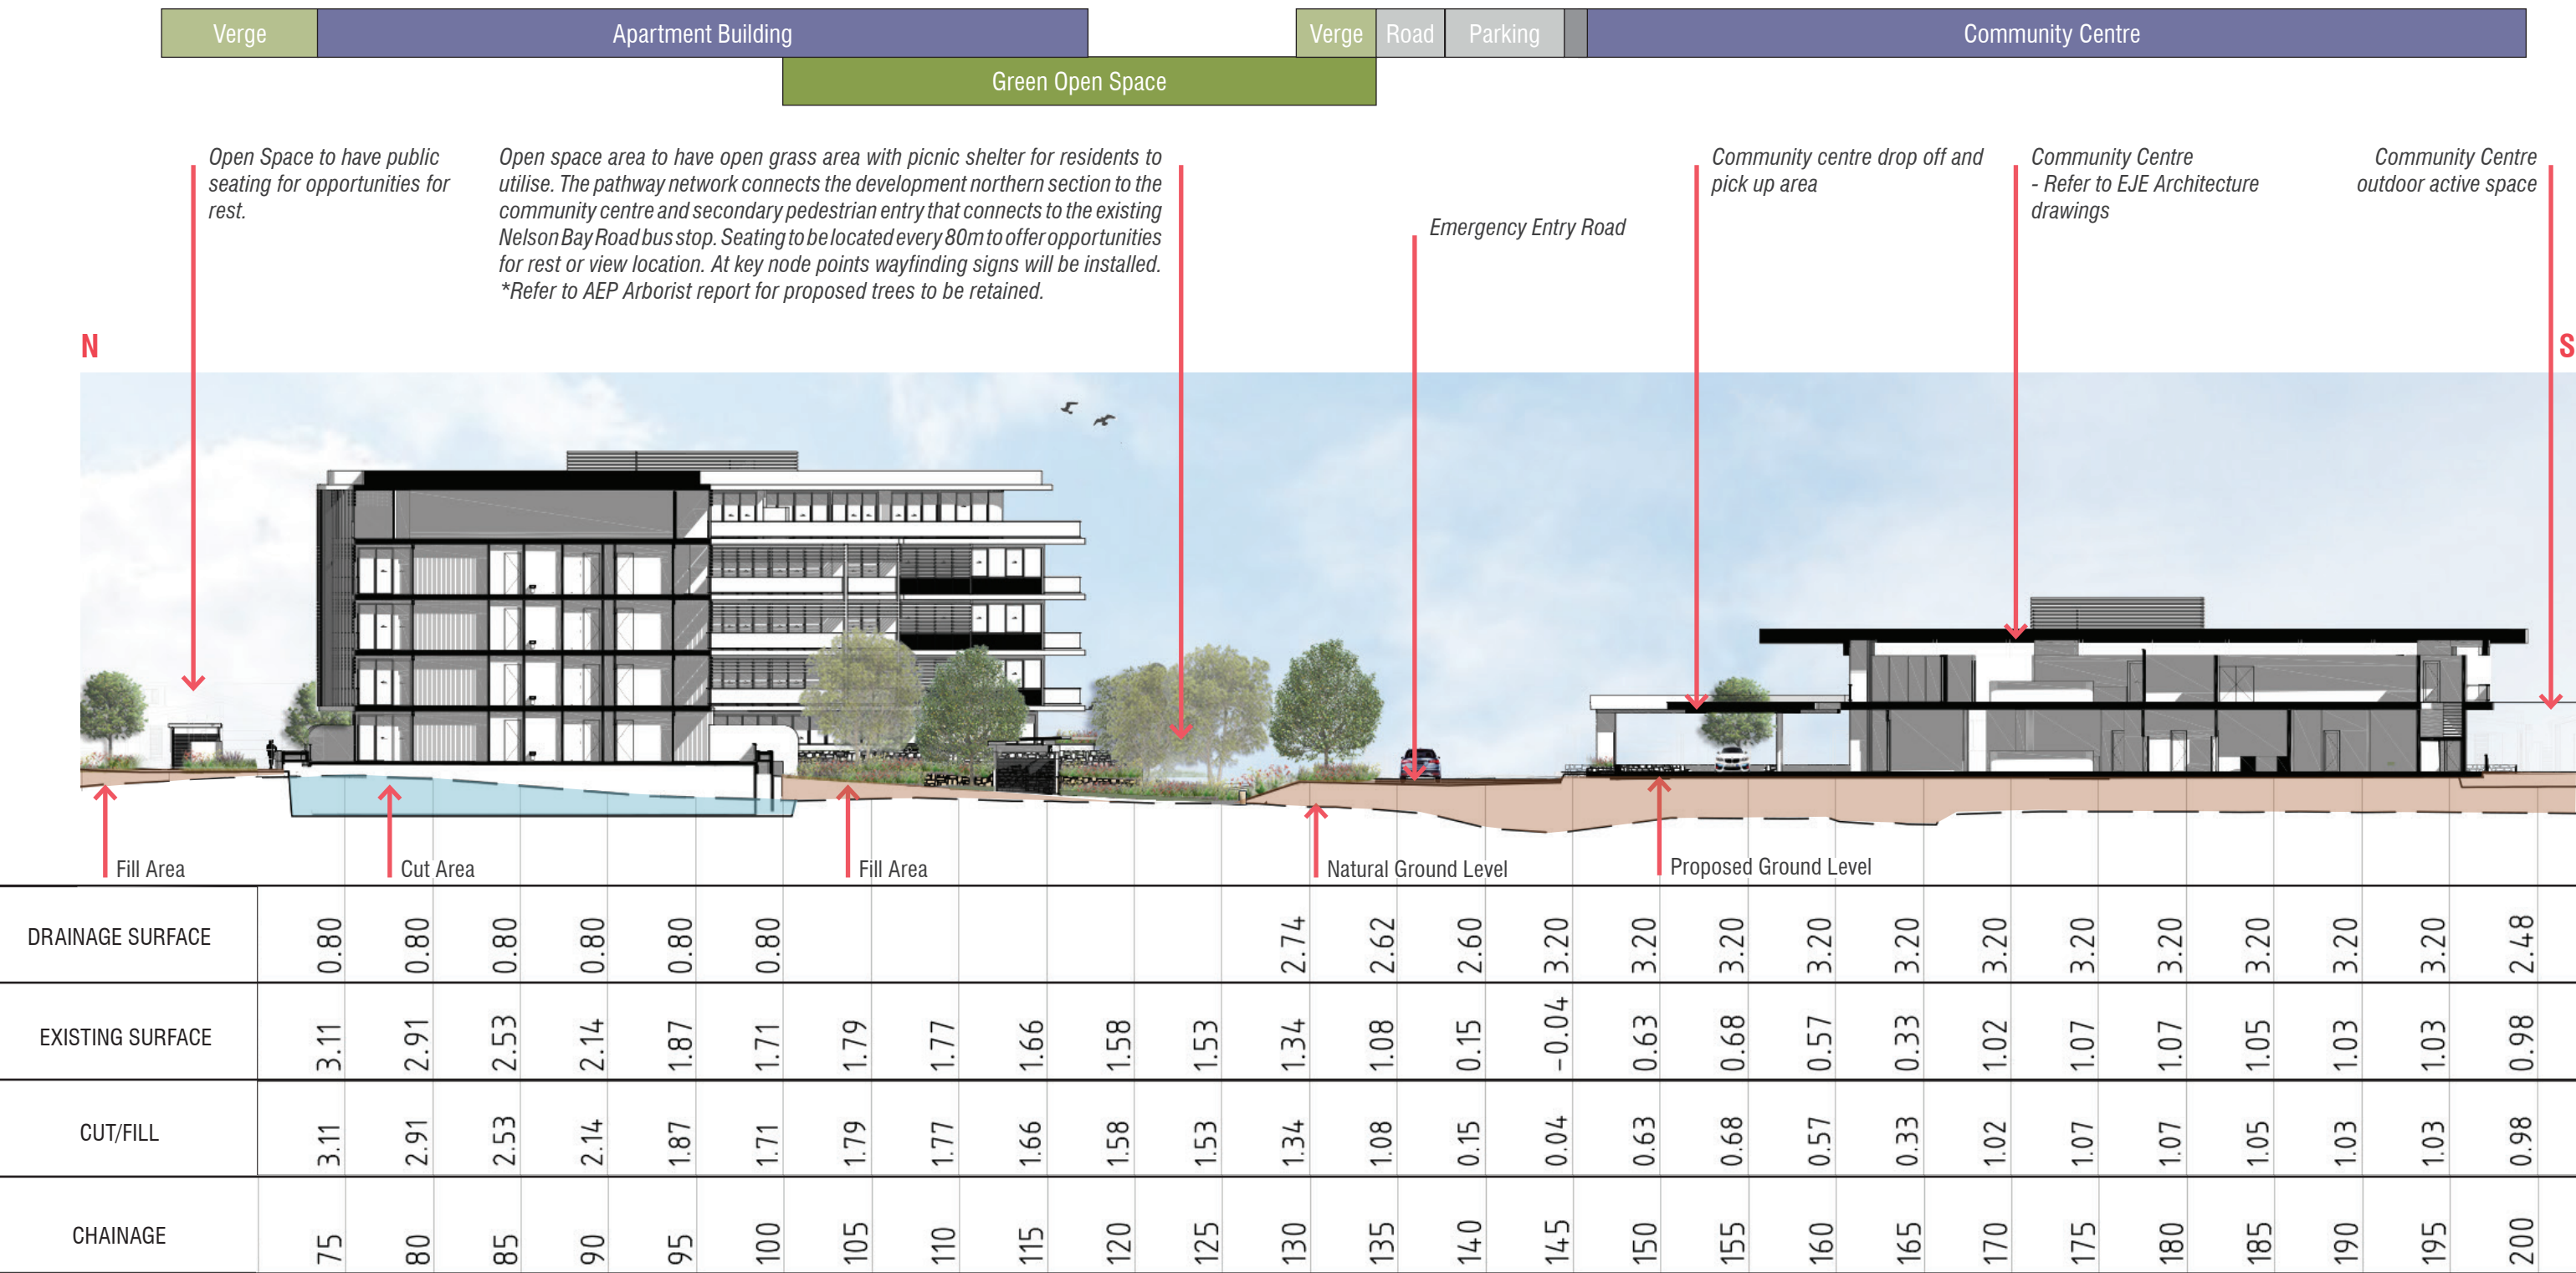 Verge
Apartment Building
Verge
Road
Parking
Community Centre
Green Open Space
Open Space to have public
seating for opportunities for
rest.
Open space area to have open grass area with picnic shelter for residents to
utilise. The pathway network connects the development northern section to the
community centre and secondary pedestrian entry that connects to the existing
Nelson Bay Road bus stop. Seating to be located every 80m to offer opportunities
for rest or view location. At key node points wayfinding signs will be installed.
*Refer to AEP Arborist report for proposed trees to be retained.
Emergency Entry Road
Community centre drop off and
pick up area
Community Centre
- Refer to EJE Architecture
drawings
Community Centre
outdoor active space
N
S
Fill Area
Cut Area
Fill Area
Natural Ground Level
Proposed Ground Level
DRAINAGE SURFACE 0.80 0.80 0.80 0.80 0.80 0.80 2.74 2.62 2.60 3.20 3.20 3.20 3.20 3.20 3.20 3.20 3.20 3.20 3.20 3.20 2.48
EXISTING SURFACE 3.11 2.91 2.53 2.14 1.87 1.71 1.79 1.77 1.66 1.58 1.53 1.34 1.08 0.15 -0.04 0.63 0.68 0.57 0.33 1.02 1.07 1.07 1.05 1.03 1.03 0.98
CUT/FILL 3.11 2.91 2.53 2.14 1.87 1.71 1.79 1.77 1.66 1.58 1.53 1.34 1.08 0.15 0.04 0.63 0.68 0.57 0.33 1.02 1.07 1.07 1.05 1.03 1.03 0.98
CHAINAGE 75 80 85 90 95 100 105 110 115 120 125 130 135 140 145 150 155 160 165 170 175 180 185 190 195 200